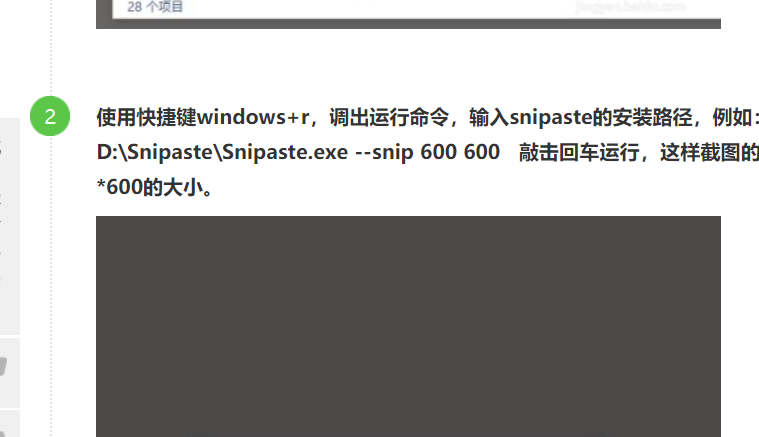 28 个项目
jingyan.baidu.com
2
使用快捷键windows+r，调出运行命令，输入snipaste的安装路径，例如：
D:\Snipaste\Snipaste.exe --snip 600 600 敲击回车运行，这样截图的
*600的大小。